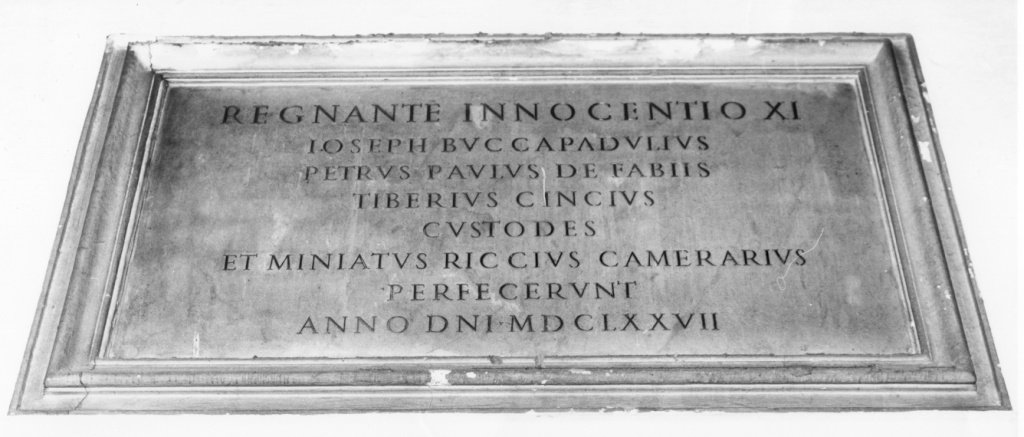 REGNANTE INNOCENTIO XI
IOSEPH BVCCAPADVLIVS
PETRVS PAVLVS DE FABIIS
TIBERIVS CINCIVS
CVSTODES
ET MINIATVS RICCIVS CAMERARIVS
PERFECERVNT
ANNO DNI·MDCLXXVII